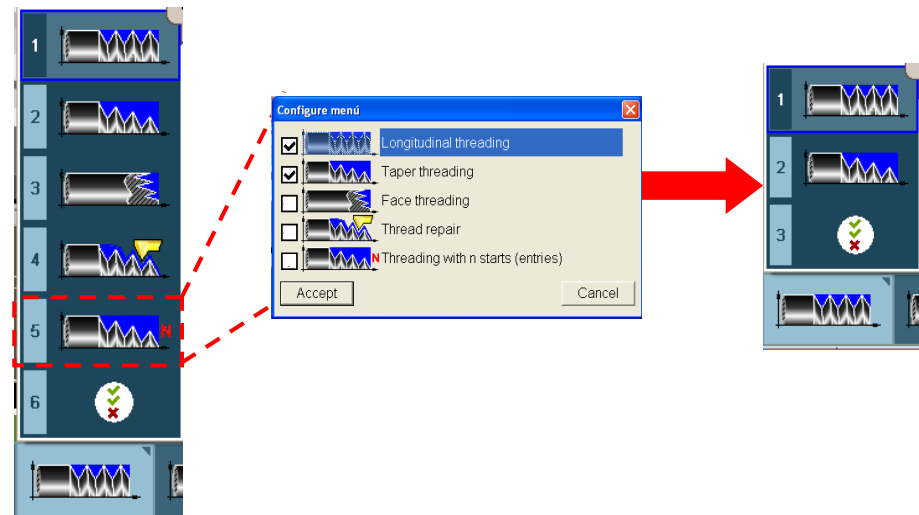 1
2
3
4
5 N
6
Configure menú
Longitudinal threading
Taper threading
Face threading
Thread repair
N Threading with n starts (entries)
Accept Cancel
1
2
3